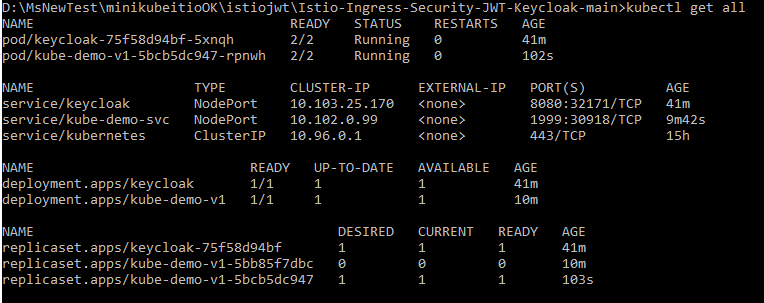 D:\MsNewTest\minikubeitioOK\istiojwt\Istio-Ingress-Security-JWT-Keycloak-main>kubectl get all
NAME READY STATUS RESTARTS AGE
pod/keycloak-75f58d94bf-5xnqh 2/2 Running 0 41m
pod/kube-demo-v1-5bcb5dc947-rpnwh 2/2 Running 0 102s
NAME TYPE CLUSTER-IP EXTERNAL-IP PORT(S) AGE
service/keycloak NodePort 10.103.25.170 <none> 8080:32171/TCP 41m
service/kube-demo-svc NodePort 10.102.0.99 <none> 1999:30918/TCP 9m42s
service/kubernetes ClusterIP 10.96.0.1 <none> 443/TCP 15h
NAME READY UP-TO-DATE AVAILABLE AGE
deployment.apps/keycloak 1/1 1 1 41m
deployment.apps/kube-demo-v1 1/1 1 1 10m
NAME DESIRED CURRENT READY AGE
replicaset.apps/keycloak-75f58d94bf 1 1 1 41m
replicaset.apps/kube-demo-v1-5bb85f7dbc 0 0 0 10m
replicaset.apps/kube-demo-v1-5bcb5dc947 1 1 1 103s